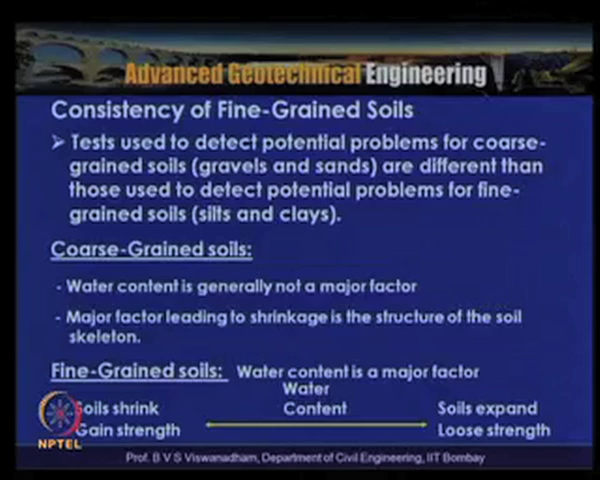 Advanced Geotechnical Engineering
Consistency of Fine-Grained Soils
➤ Tests used to detect potential problems for coarse-
grained soils (gravels and sands) are different than
those used to detect potential problems for fine-
grained soils (silts and clays).
Coarse-Grained soils:
- Water content is generally not a major factor
- Major factor leading to shrinkage is the structure of the soil
skeleton.
Fine-Grained soils: Water content is a major factor
Water
Content
Soils shrink
Soils expand
Gain strength
Loose strength
NPTEL
Prof. B V S Viswanadham, Department of Civil Engineering, IIT Bombay